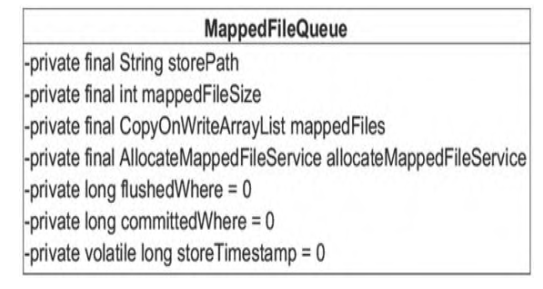 MappedFileQueue
-private final String storePath
-private final int mappedFileSize
-private final CopyOnWriteArrayList mappedFiles
-private final AllocateMappedFileService allocateMappedFileService
-private long flushedWhere = 0
-private long committedWhere = 0
-private volatile long storeTimestamp = 0